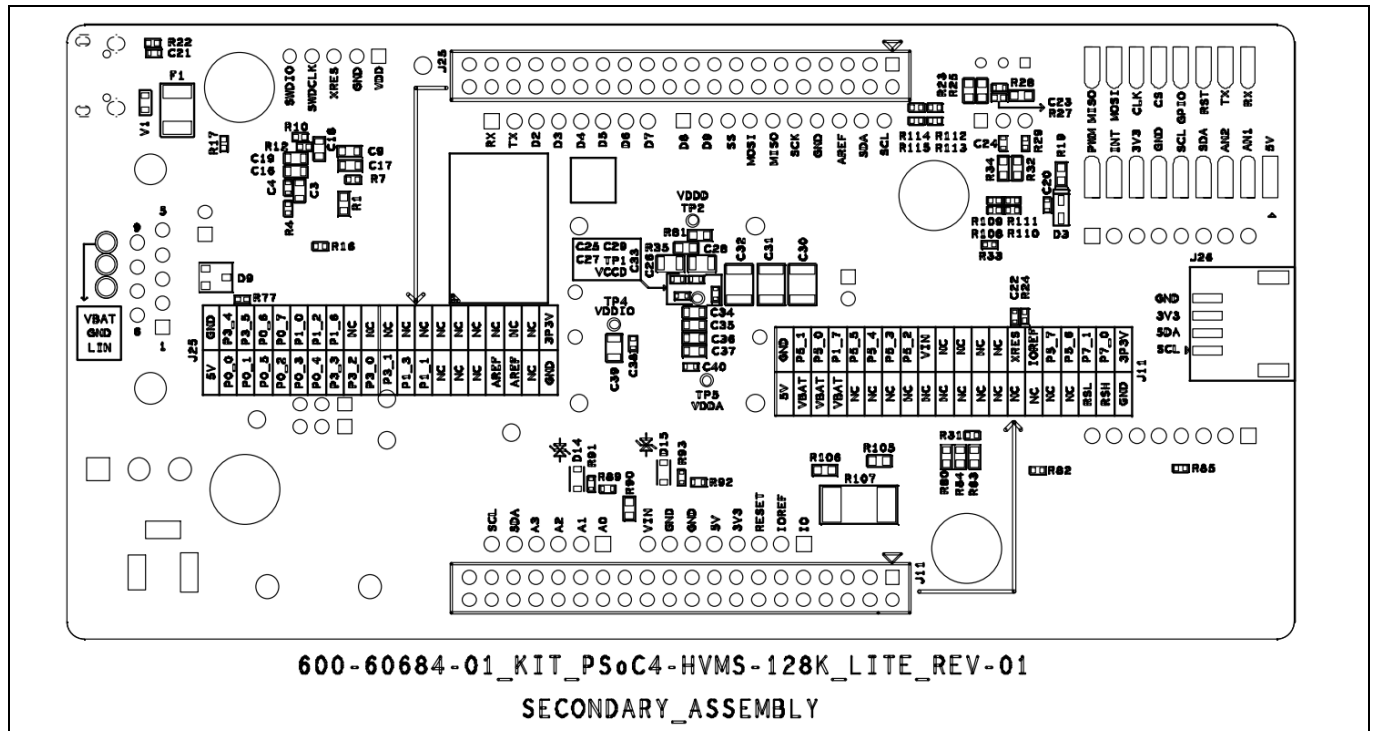 R22
C21
F1
V1
R17
SWDIO
SWDCLK
XRES
GND
VDD
J25
R10
R12
C18
C19
C16
C9
C17
R7
C4
C3
R4
R1
R16
RX
TX
D2
D3
D4
D5
D6
D7
D8
D9
SS
MOSI
MISO
SCK
GND
AREF
SDA
SCL
R23
R25
R28
C23
R27
R114 R112
R115 R113
C24
R29
R34
R32
R19
C20
D3
R109 R111
R108 R110
R33
MISO
MOSI
CLK
CS
GPIO
RST
TX
RX
PWM
INT
3V3
GND
SCL
SDA
AN2
AN1
5V
J26
GND
3V3
SDA
SCL
9
5
6
1
VBAT
GND
LIN
D9
R77
VDDD
TP2
R81
R35
C28
C25 C29
C27 TP1
VCCD
C33
C26
C32
C31
C30
TP4
VDDIO
C39
C38
C34
C35
C36
C37
C40
TP5
VDDA
J25
GND
P3_4
P3_5
P0_6
P0_7
P1_0
P1_2
P1_6
NC
NC
NC
NC
NC
NC
NC
NC
3P3V
5V
P0_0
P0_1
P0_5
P0_2
P0_3
P0_4
P3_3
P3_2
P3_0
P3_1
P1_3
P1_1
NC
NC
NC
AREF
AREF
NC
GND
C22
R24
GND
P5_1
P5_0
P1_7
P5_5
P5_4
P5_3
P5_2
VIN
NC
NC
NC
NC
XRES
IOREF
P5_7
P5_6
P7_1
P7_0
3P3V
J11
5V
VBAT
VBAT
VBAT
NC
NC
NC
NC
NC
NC
NC
NC
NC
NC
NC
NC
RSL
RSH
GND
D14
R91
R89
R90
D15
R93
R92
R106
R105
R107
R31
R80
R84
R83
R82
R85
SCL
SDA
A3
A2
A1
A0
VIN
GND
GND
5V
3V3
RESET
IOREF
IO
J11
600-60684-01_KIT_PSoC4-HVMS-128K_LITE_REV-01
SECONDARY_ASSEMBLY